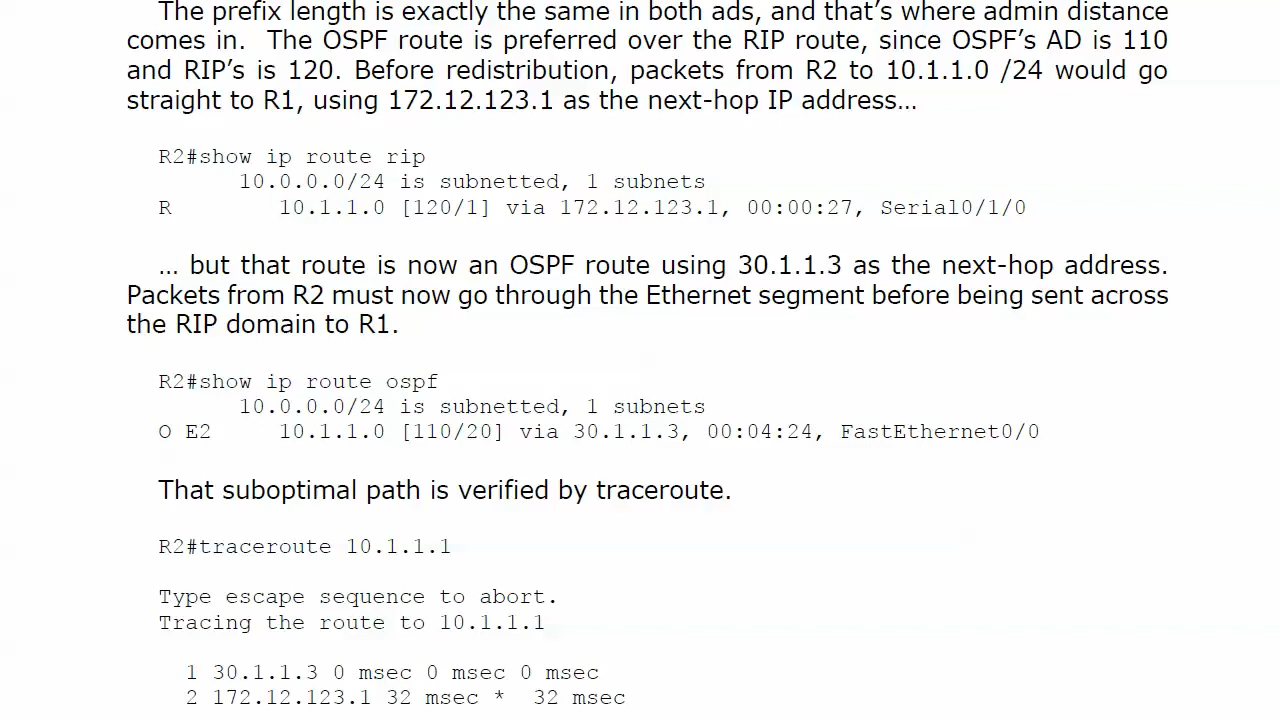 The prefix length is exactly the same in both ads, and that’s where admin distance
comes in.  The OSPF route is preferred over the RIP route, since OSPF’s AD is 110
and RIP’s is 120. Before redistribution, packets from R2 to 10.1.1.0 /24 would go
straight to R1, using 172.12.123.1 as the next-hop IP address…
R2#show ip route rip
10.0.0.0/24 is subnetted, 1 subnets
R        10.1.1.0 [120/1] via 172.12.123.1, 00:00:27, Serial0/1/0
… but that route is now an OSPF route using 30.1.1.3 as the next-hop address.
Packets from R2 must now go through the Ethernet segment before being sent across
the RIP domain to R1.
R2#show ip route ospf
10.0.0.0/24 is subnetted, 1 subnets
O E2     10.1.1.0 [110/20] via 30.1.1.3, 00:04:24, FastEthernet0/0
That suboptimal path is verified by traceroute.
R2#traceroute 10.1.1.1
Type escape sequence to abort.
Tracing the route to 10.1.1.1
1 30.1.1.3 0 msec 0 msec 0 msec
2 172.12.123.1 32 msec *  32 msec